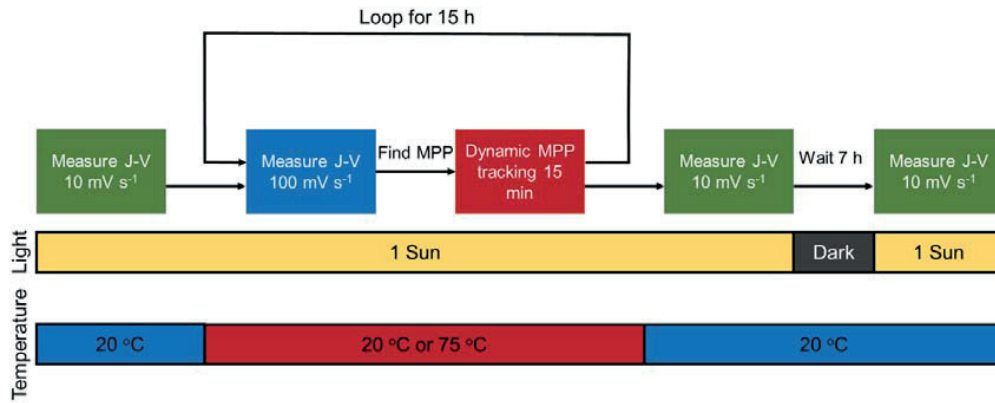 Loop for 15 h
Measure J-V
10 mV s⁻¹
Measure J-V
100 mV s⁻¹
Find MPP
Dynamic MPP
tracking 15
min
Measure J-V
10 mV s⁻¹
Wait 7 h
Measure J-V
10 mV s⁻¹
Light
1 Sun
Dark
1 Sun
Temperature
20 °C
20 °C or 75 °C
20 °C